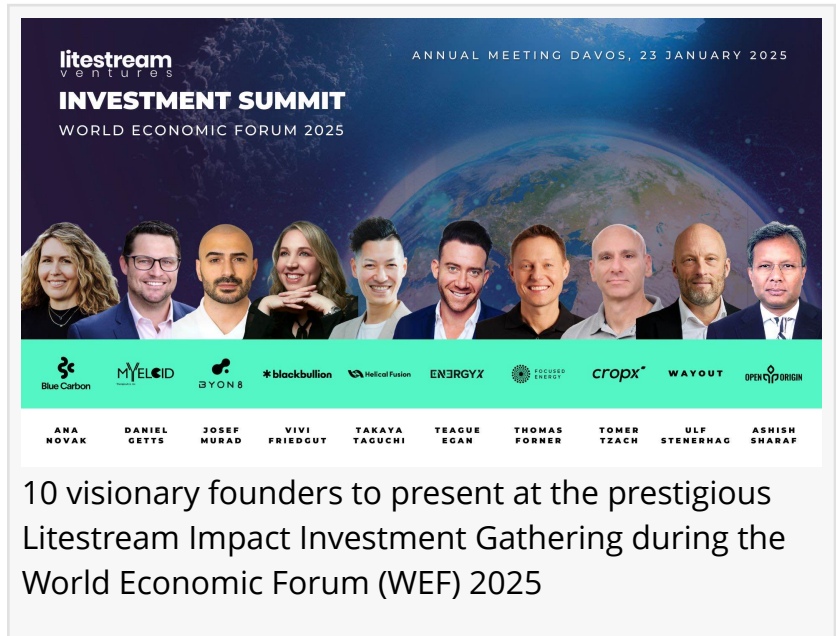 litestream
ventures
ANNUAL MEETING DAVOS, 23 JANUARY 2025
INVESTMENT SUMMIT
WORLD ECONOMIC FORUM 2025
Blue Carbon
MYELOID
BYON8
*blackbullion
Helical Fusion
ENERGYX
FOCUSED
ENERGY
cropx
WAYOUT
OPEN ORIGIN
ANA
NOVAK
DANIEL
GETTS
JOSEF
MURAD
VIVI
FRIEDGUT
TAKAYA
TAGUCHI
TEAGUE
EGAN
THOMAS
FORNER
TOMER
TZACH
ULF
STENERHAG
ASHISH
SHARAF
10 visionary founders to present at the prestigious
Litestream Impact Investment Gathering during the
World Economic Forum (WEF) 2025